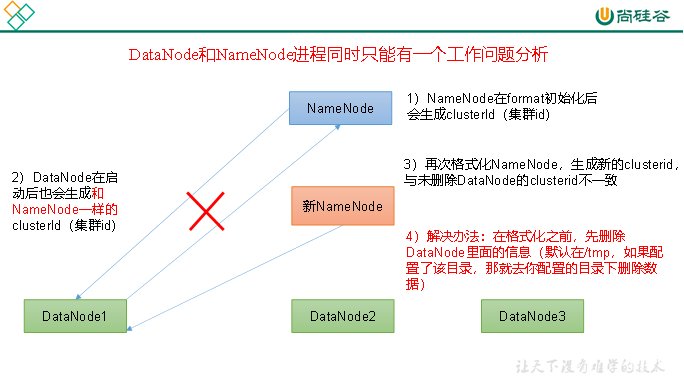 尚硅谷
DataNode和NameNode进程同时只能有一个工作问题分析
NameNode
1）NameNode在format初始化后
会生成clusterId（集群id）
2）DataNode在启
动后也会生成和
NameNode一样的
clusterId（集群id)
3）再次格式化NameNode，生成新的clusterid，
与未删除DataNode的clusterid不一致
新NameNode
4）解决办法：在格式化之前，先删除
DataNode里面的信息（默认在/tmp，如果配
置了该目录，那就去你配置的目录下删除数
据）
DataNode1
DataNode2
DataNode3
让天下没有难学的技术